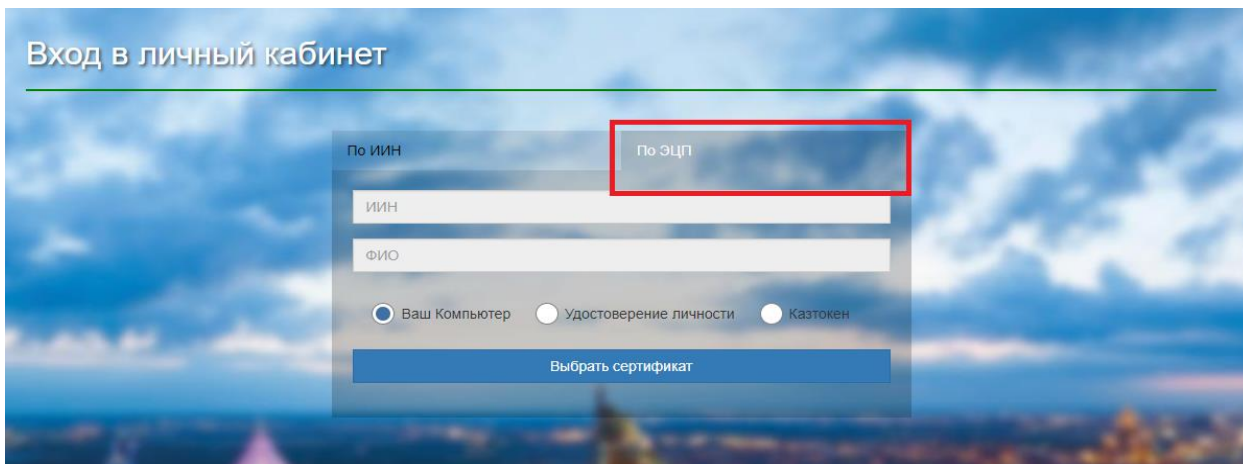 Вход в личный кабинет
По ИИН По ЭЦП
ИИН
ФИО
Ваш Компьютер Удостоверение личности Казтокен
Выбрать сертификат